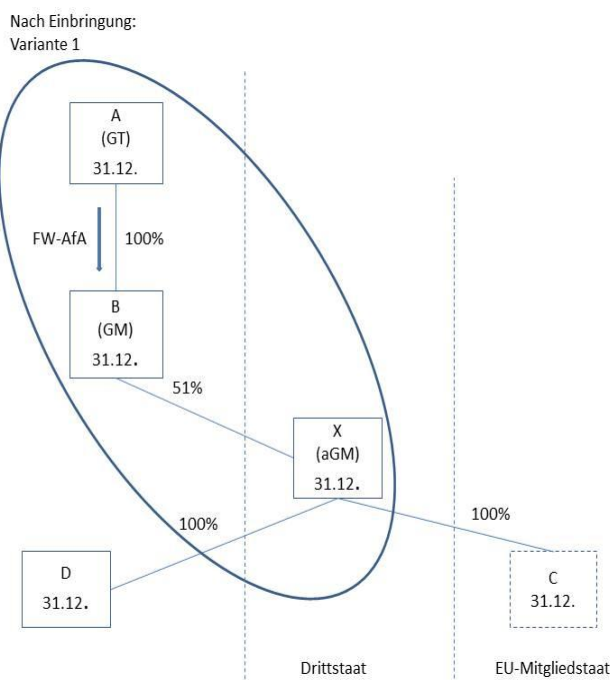 Nach Einbringung:
Variante 1
A
(GT)
31.12.
FW-AfA
100%
B
(GM)
31.12.
51%
X
(aGM)
31.12.
100%
100%
D
31.12.
C
31.12.
Drittstaat
EU-Mitgliedstaat